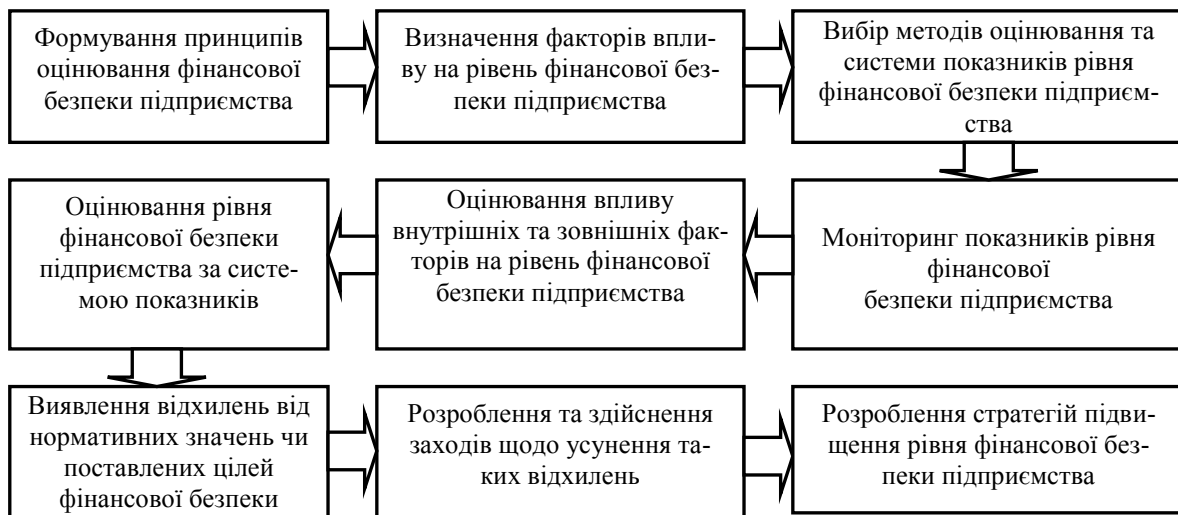 Формування принципів
оцінювання фінансової
безпеки підприємства
Визначення факторів впли-
ву на рівень фінансової без-
пеки підприємства
Вибір методів оцінювання та
системи показників рівня
фінансової безпеки підприєм-
ства
Моніторинг показників рівня
фінансової
безпеки підприємства
Оцінювання впливу
внутрішніх та зовнішніх фак-
торів на рівень фінансової
безпеки підприємства
Оцінювання рівня
фінансової безпеки
підприємства за систе-
мою показників
Виявлення відхилень від
нормативних значень чи
поставлених цілей
фінансової безпеки
Розроблення та здійснення
заходів щодо усунення та-
ких відхилень
Розроблення стратегій підви-
щення рівня фінансової без-
пеки підприємства